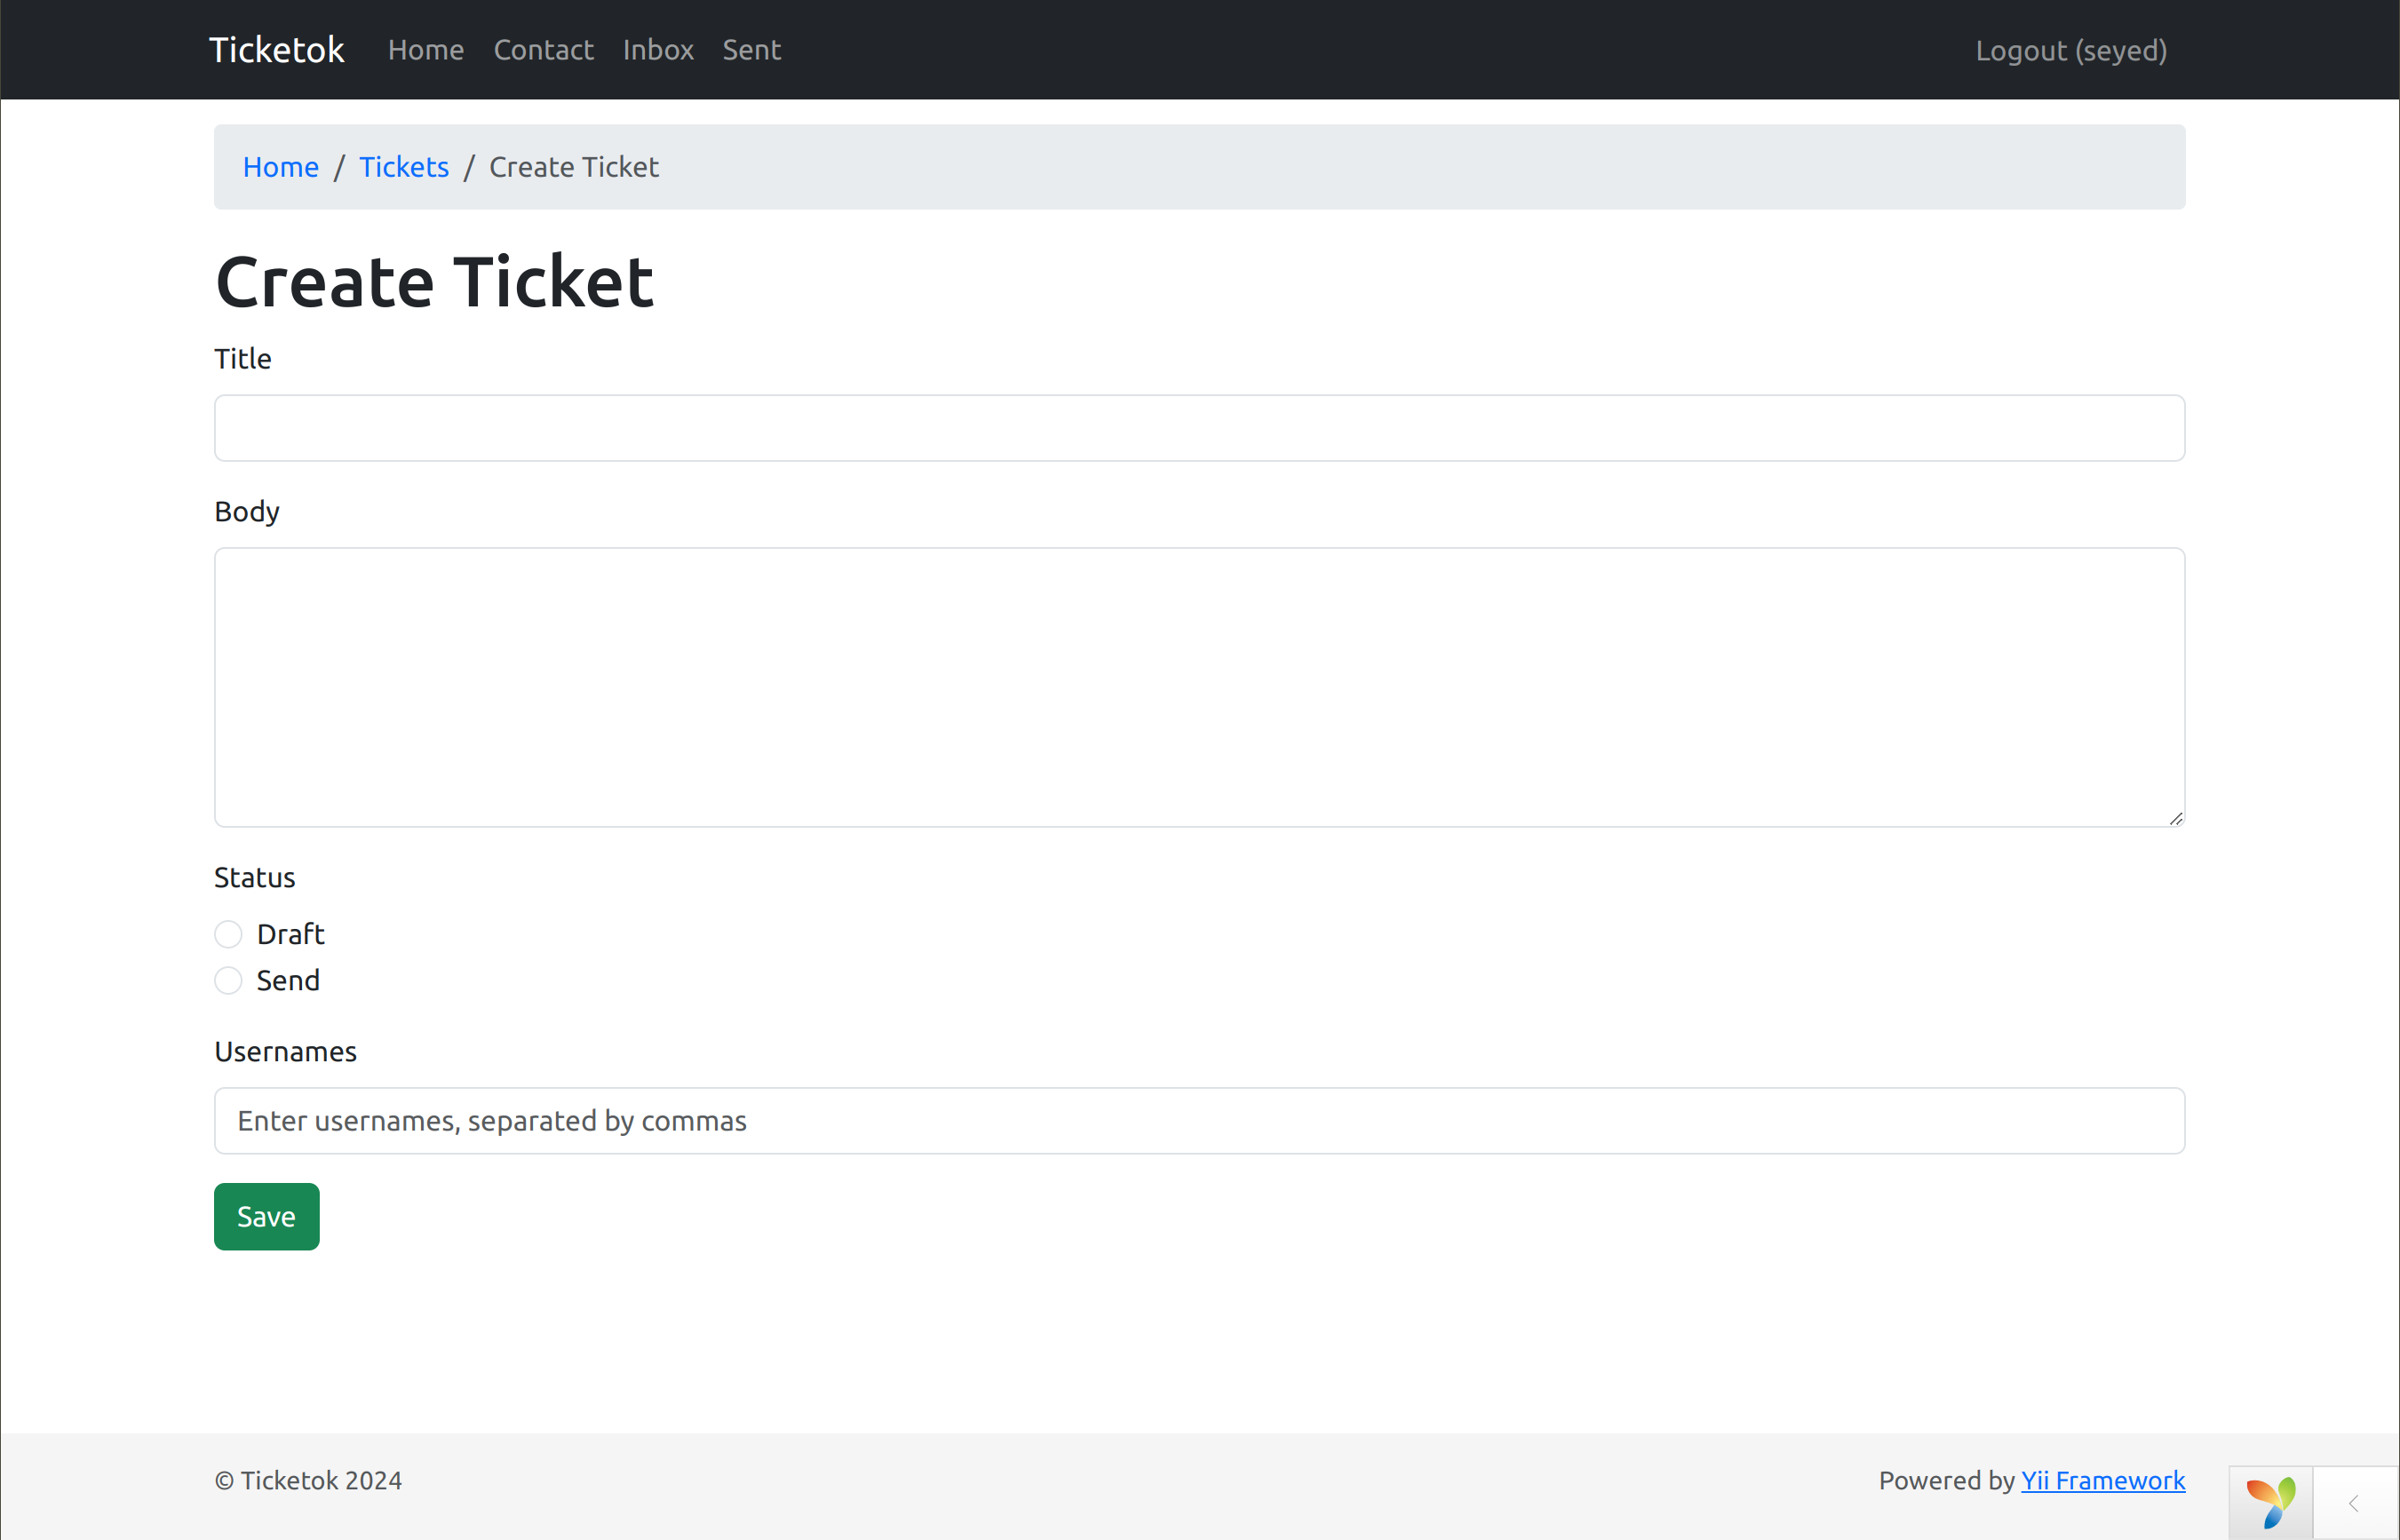 Ticketok Home Contact Inbox Sent Logout (seyed)
Home / Tickets / Create Ticket
Create Ticket
Title
Body
Status
Draft
Send
Usernames
Enter usernames, separated by commas
Save
© Ticketok 2024 Powered by Yii Framework